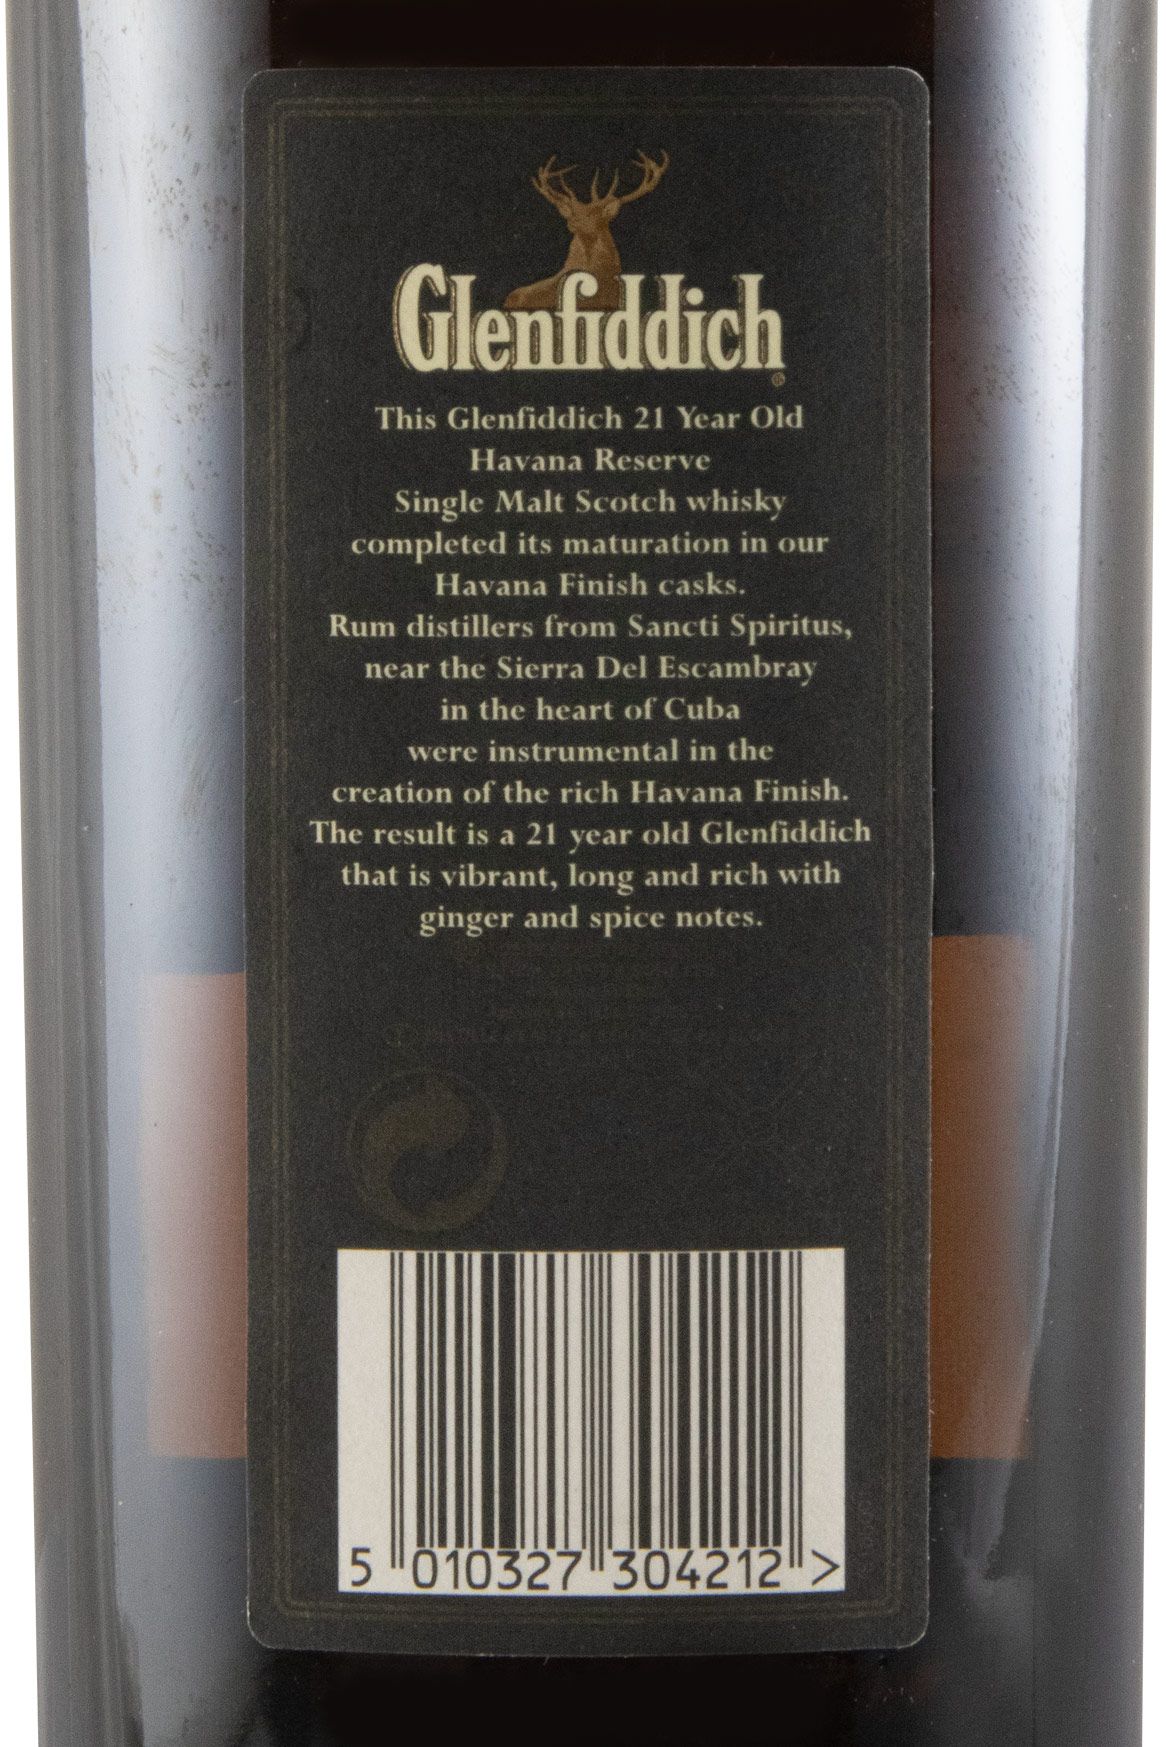 Glenfiddich
This Glenfiddich 21 Year Old
Havana Reserve
Single Malt Scotch whisky
completed its maturation in our
Havana Finish casks.
Rum distillers from Sancti Spiritus,
near the Sierra Del Escambray
in the heart of Cuba
were instrumental in the
creation of the rich Havana Finish.
The result is a 21 year old Glenfiddich
that is vibrant, long and rich with
ginger and spice notes.
5 010327 304212 >